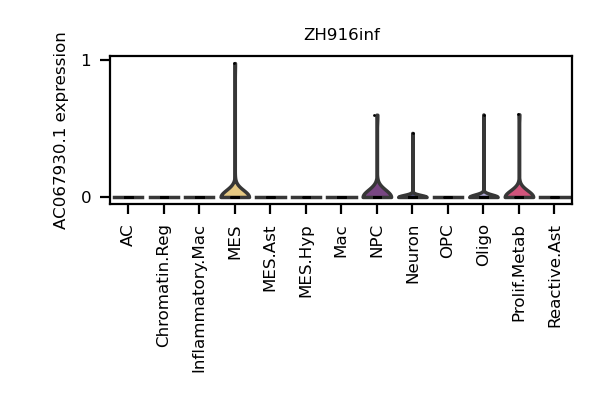 ZH916inf
AC067930.1 expression
1
0
AC
Chromatin.Reg
Inflammatory.Mac
MES
MES.Ast
MES.Hyp
Mac
NPC
Neuron
OPC
Oligo
Prolif.Metab
Reactive.Ast